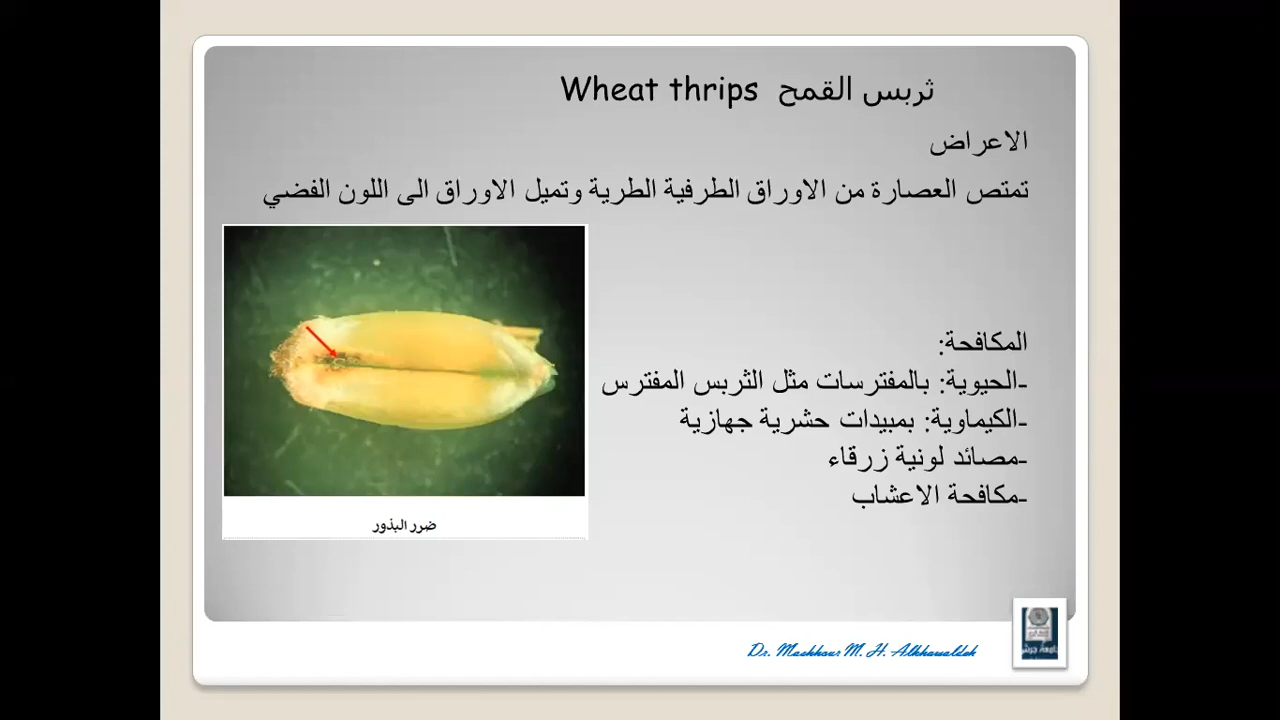 ثربس القمح Wheat thrips
الاعراض
تمتص العصارة من الاوراق الطرفية الطرية وتميل الاوراق الى اللون الفضي
المكافحة:
-الحيوية: بالمفترسات مثل الثربس المفترس
-الكيماوية: بمبيدات حشرية جهازية
-مصائد لونية زرقاء
-مكافحة الاعشاب
ضرر البذور
Dr. Mashhour M. H. Alkhawaldeh